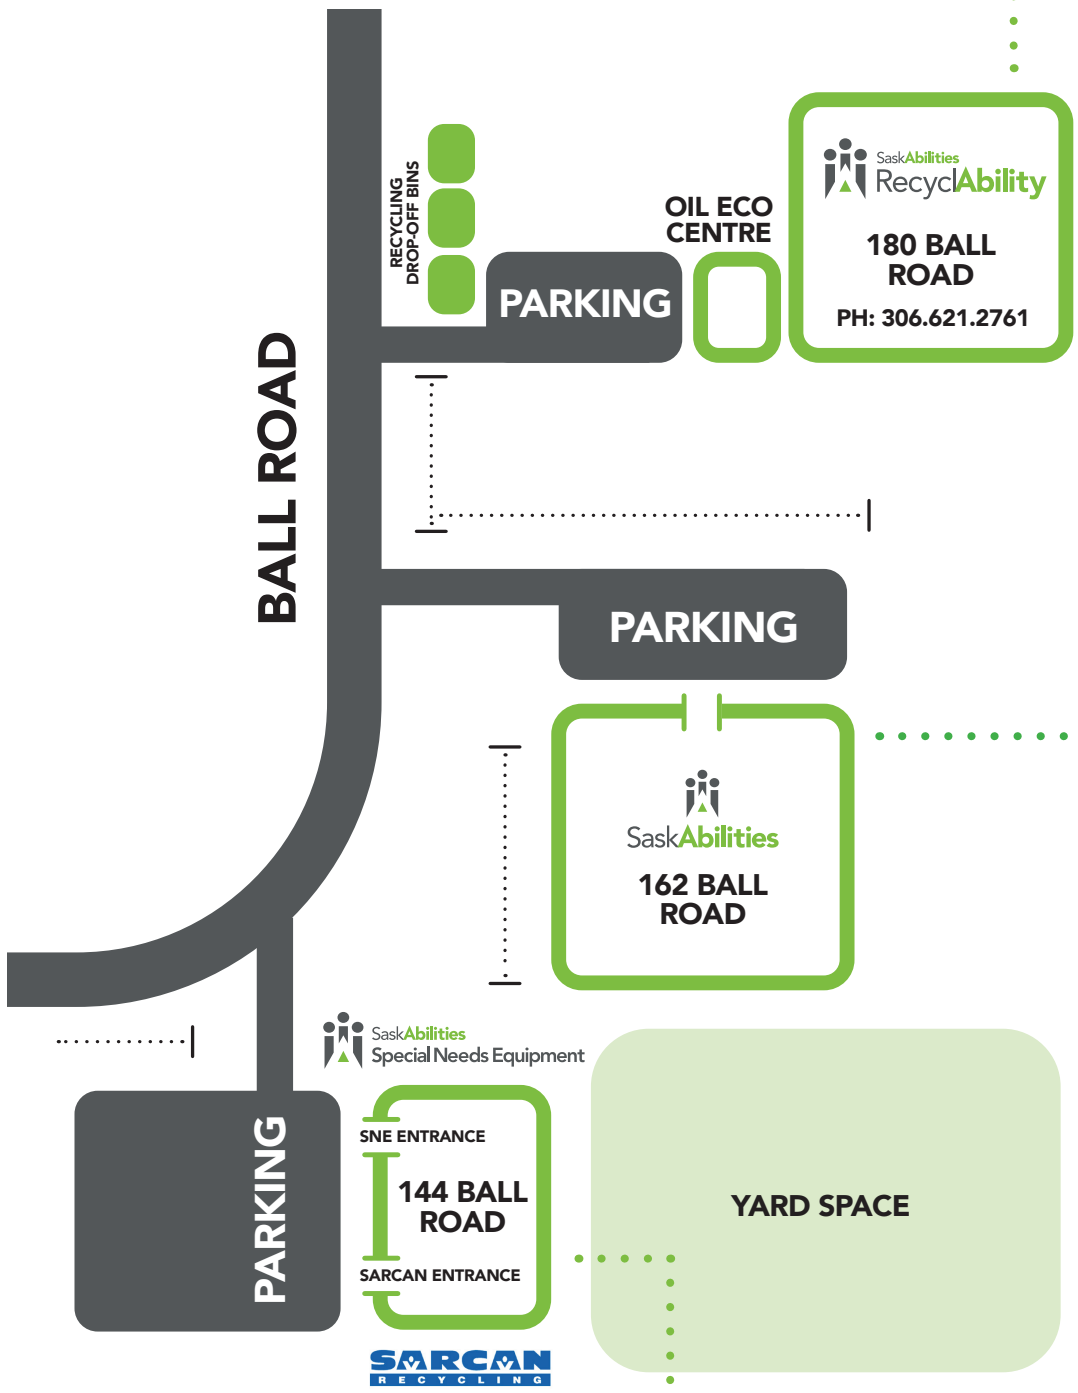 RECYCLING
DROP-OFF BINS
OIL ECO
CENTRE
SaskAbilities
RecyclAbility
180 BALL
ROAD
PH: 306.621.2761
PARKING
BALL ROAD
PARKING
SaskAbilities
162 BALL
ROAD
SaskAbilities
Special Needs Equipment
PARKING
SNE ENTRANCE
144 BALL
ROAD
SARCAN ENTRANCE
YARD SPACE
SARCAN
RECYCLING